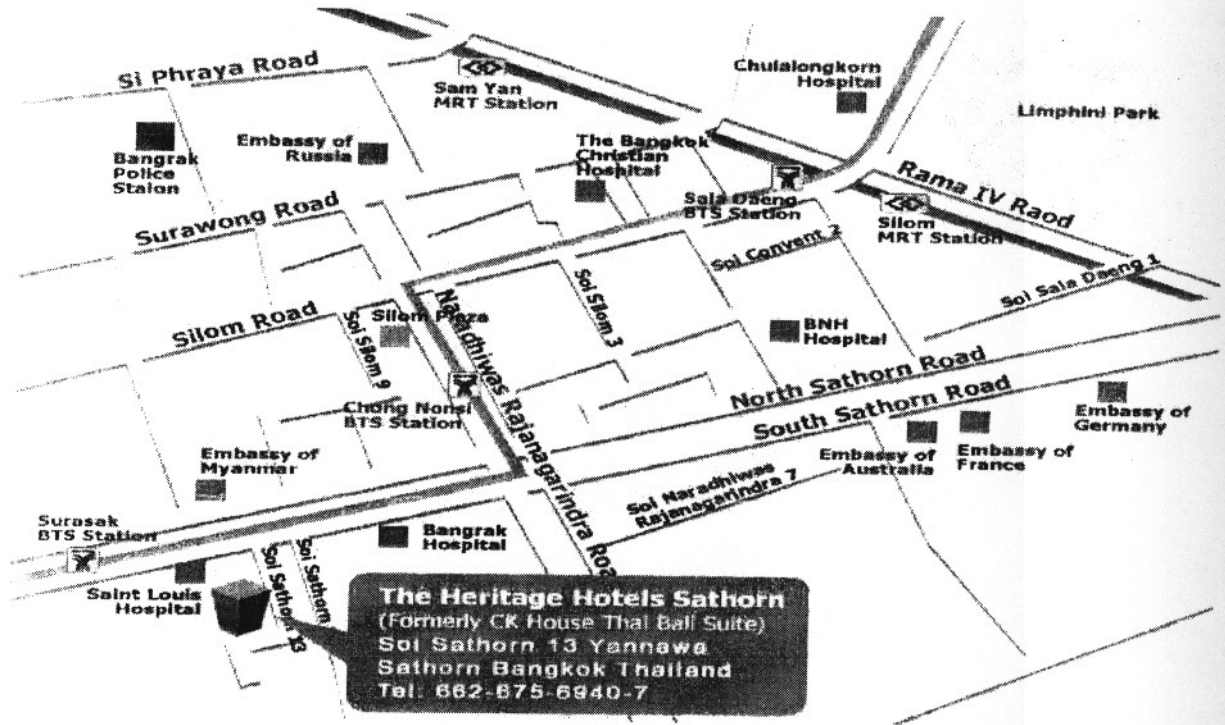 Si Phraya Road
Sam Yan
MRT Station
Chulalongkorn
Hospital
Limphini Park
Bangrak
Police
Staion
Embassy of
Russia
The Bangkok
Christian
Hospital
Sala Daeng
BTS Station
Rama IV Raod
Silom
MRT Station
Surawong Road
Soi Convent 2
Soi Sala Daeng 1
Silom Road
Soi Silom 9
Silom Plaza
Naradhiwas Rajanagarindra Roa
Soi Silom 3
BNH
Hospital
Chong Nonsi
BTS Station
North Sathorn Road
South Sathorn Road
Embassy of
Germany
Embassy of
France
Embassy of
Australia
Embassy of
Myanmar
Soi Naradhiwas
Rajanagarindra 7
Surasak
BTS Station
Bangrak
Hospital
Saint Louis
Hospital
Soi Sathorn 13
Soi Sathorn
The Heritage Hotels Sathorn
(Formerly CK House Thai Bali Suite)
Soi Sathorn 13 Yannawa
Sathorn Bangkok Thailand
Tel: 662-675-6940-7